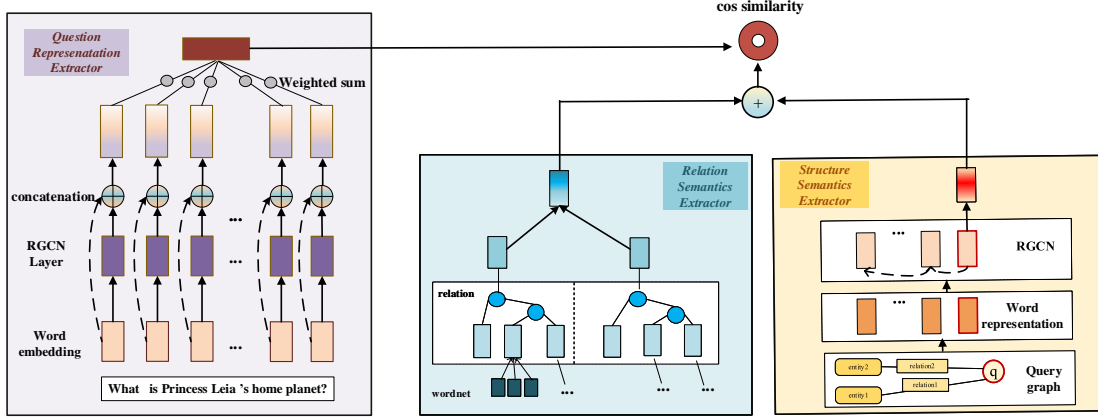 cos similarity
Question
Represenatation
Extractor
Weighted sum
concatenation
...
RGCN
Layer
...
Word
embedding
...
What is Princess Leia 's home planet?
+
Relation
Semantics
Extractor
relation
wordnet
...
...
...
Structure
Semantics
Extractor
...
RGCN
...
Word
representation
entity2
relation2
q
Query
graph
entity1
relation1